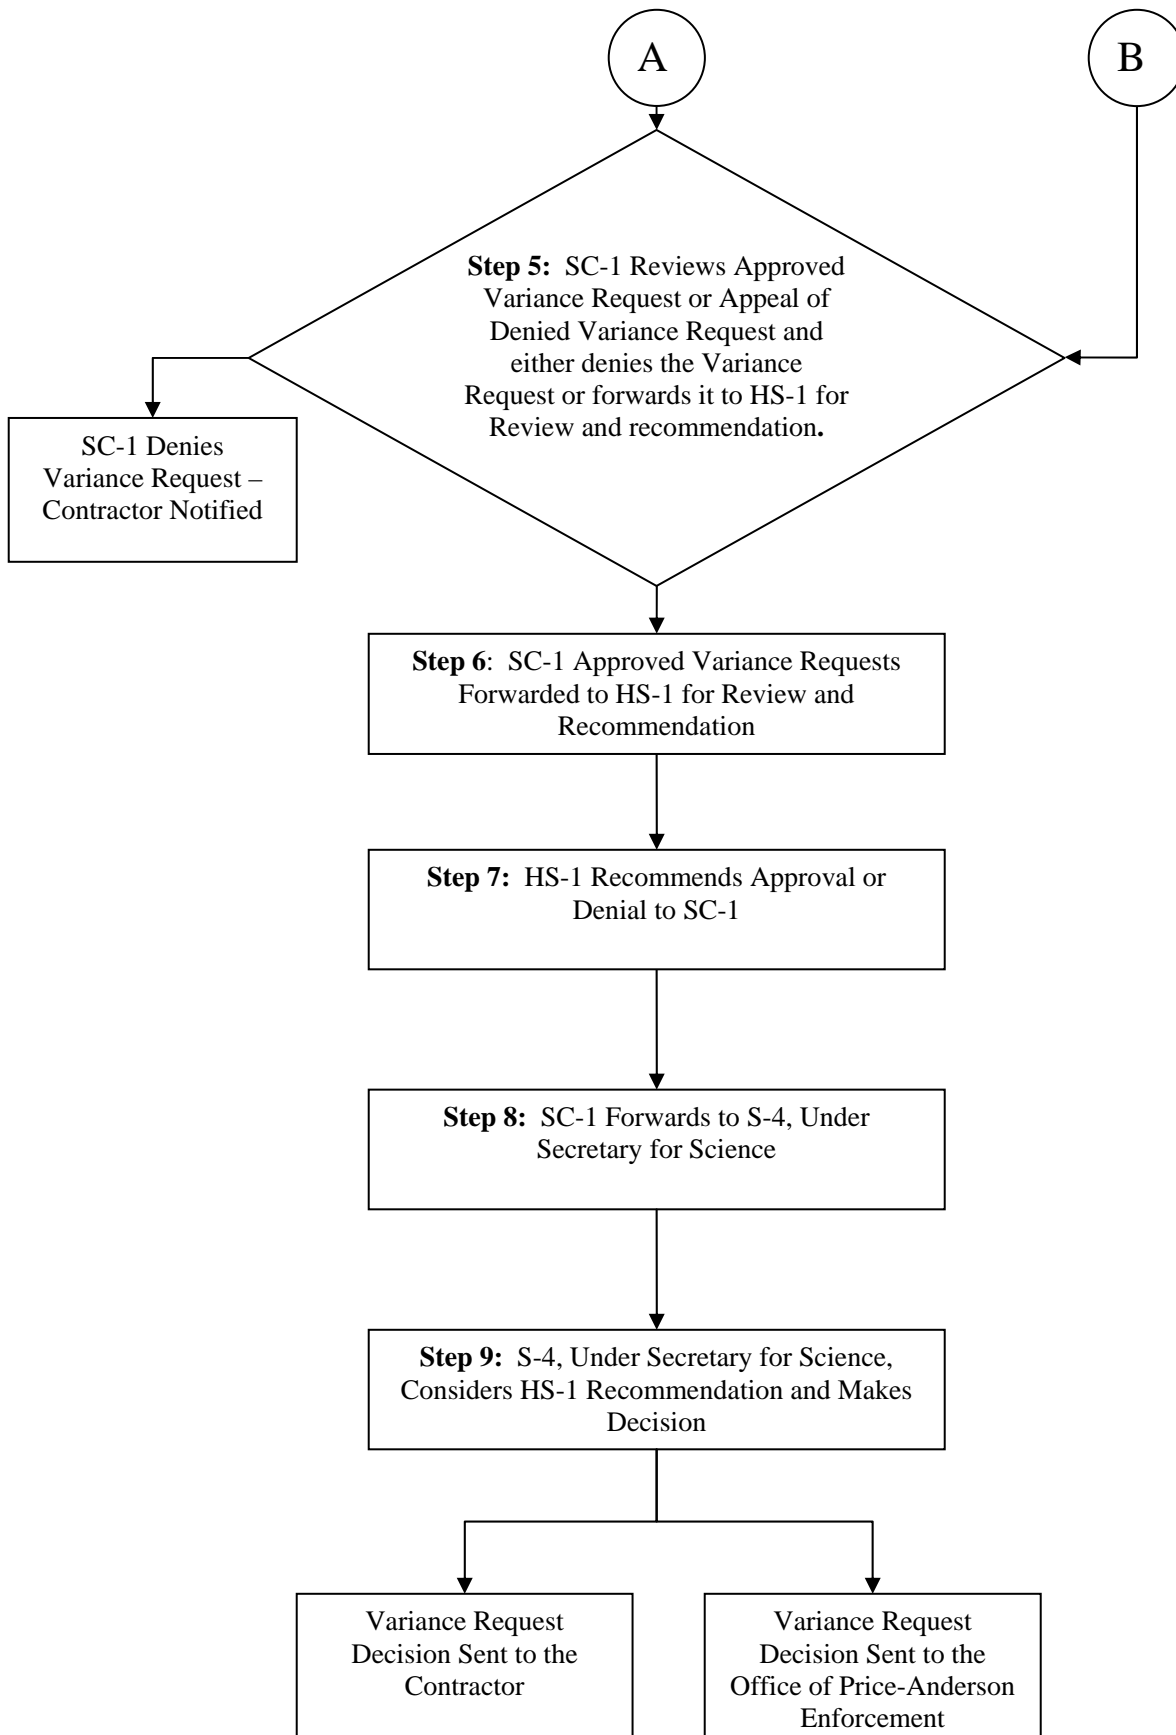 A
B
Step 5: SC-1 Reviews Approved
Variance Request or Appeal of
Denied Variance Request and
either denies the Variance
Request or forwards it to HS-1 for
Review and recommendation.
SC-1 Denies
Variance Request –
Contractor Notified
Step 6: SC-1 Approved Variance Requests
Forwarded to HS-1 for Review and
Recommendation
Step 7: HS-1 Recommends Approval or
Denial to SC-1
Step 8: SC-1 Forwards to S-4, Under
Secretary for Science
Step 9: S-4, Under Secretary for Science,
Considers HS-1 Recommendation and Makes
Decision
Variance Request
Decision Sent to the
Contractor
Variance Request
Decision Sent to the
Office of Price-Anderson
Enforcement